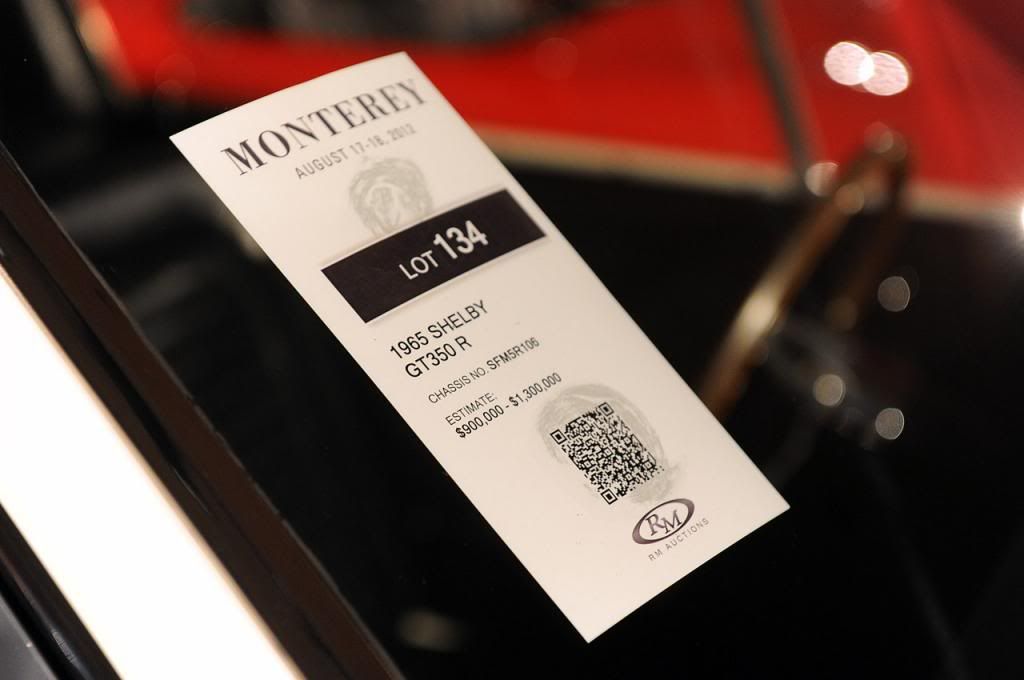 MONTEREY
AUGUST 17-18, 2012
LOT 134
1965 SHELBY
GT350 R
CHASSIS NO. SFM5R106
ESTIMATE:
$900,000 - $1,300,000
RM
RM AUCTIONS